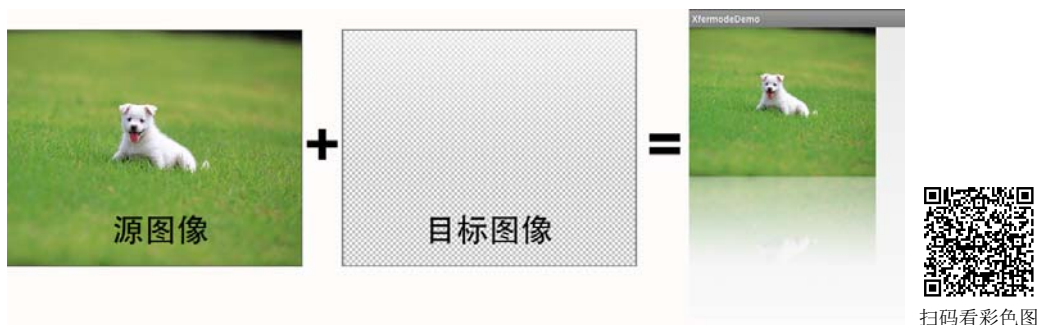 XfermodeDemo
源图像
+
目标图像
=
扫码看彩色图